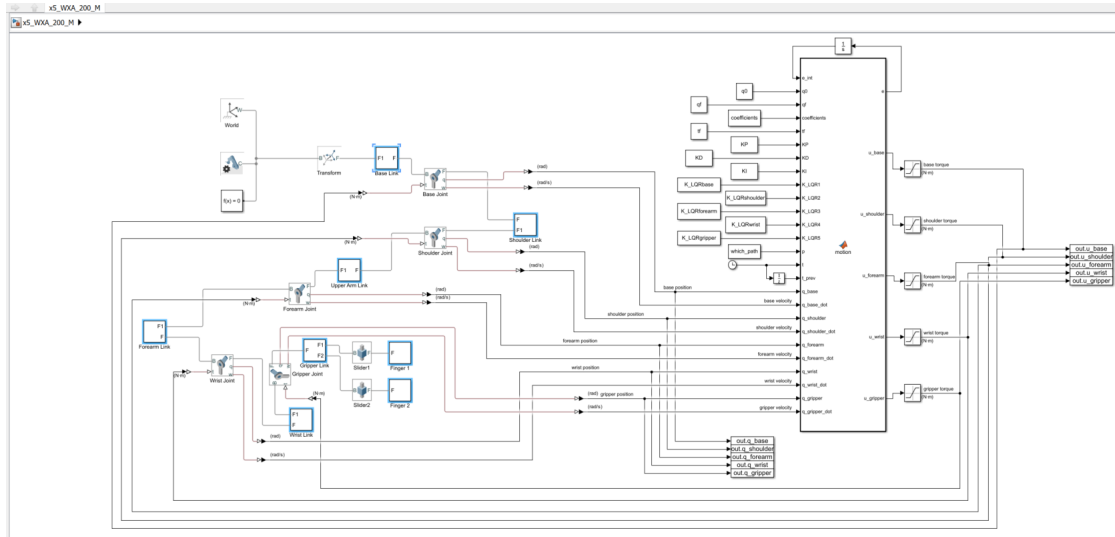 x5_WXA_200_M
x5_WXA_200_M
1
s
e_int
q0
q0
e
qf
qf
coefficients
coefficients
tf
tf
KP
KP
KD
KD
KI
KI
K_LQRbase
K_LQR1
K_LQRshoulder
K_LQR2
K_LQRforearm
K_LQR3
K_LQRwrist
K_LQR4
K_LQRgripper
K_LQR5
which_path
p
t
t_prev
motion
World
f(x) = 0
Transform
F1 F
Base Link
Base Joint
(rad)
(rad/s)
(N·m)
F
F1
Shoulder Link
Shoulder Joint
(rad)
(rad/s)
(N·m)
F1
Upper Arm Link
Forearm Joint
(rad)
(rad/s)
(N·m)
F1
F
Forearm Link
Wrist Joint
(N·m)
(rad)
(rad/s)
F
F1
F2
Gripper Link
Gripper Joint
(N·m)
Slider1
Finger 1
Slider2
Finger 2
F1
F
Wrist Link
(rad)
(rad/s)
base position
q_base
base velocity
q_base_dot
shoulder position
q_shoulder
shoulder velocity
q_shoulder_dot
forearm position
q_forearm
forearm velocity
q_forearm_dot
wrist position
q_wrist
wrist velocity
q_wrist_dot
gripper position
q_gripper
gripper velocity
q_gripper_dot
u_base
base torque
(N·m)
u_shoulder
shoulder torque
(N·m)
u_forearm
forearm torque
(N·m)
u_wrist
wrist torque
(N·m)
u_gripper
gripper torque
(N·m)
out.u_base
out.u_shoulder
out.u_forearm
out.u_wrist
out.u_gripper
out.q_base
out.q_shoulder
out.q_forearm
out.q_wrist
out.q_gripper